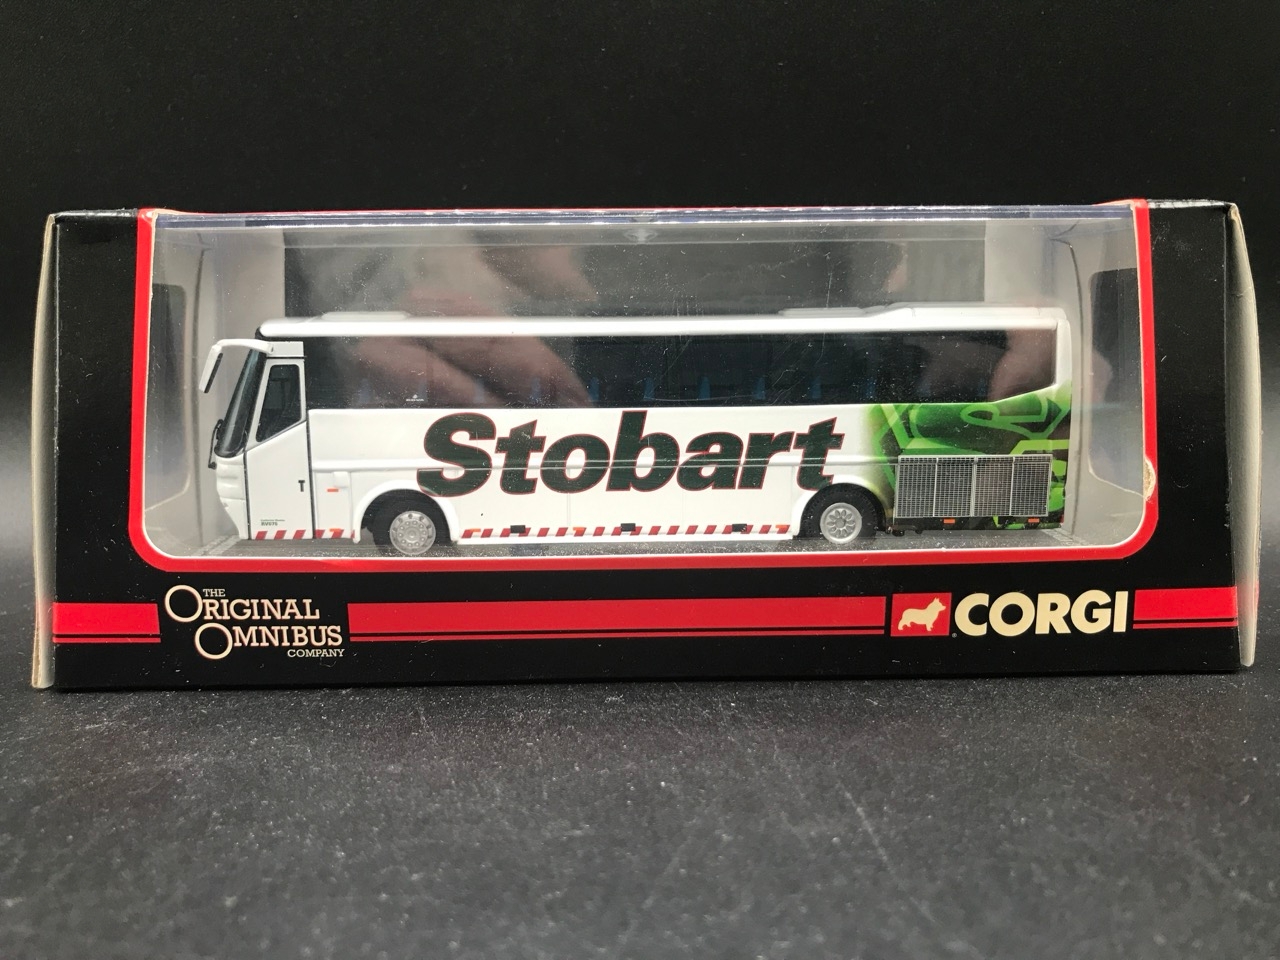 Stobart
THE
ORIGINAL
OMNIBUS
COMPANY
CORGI